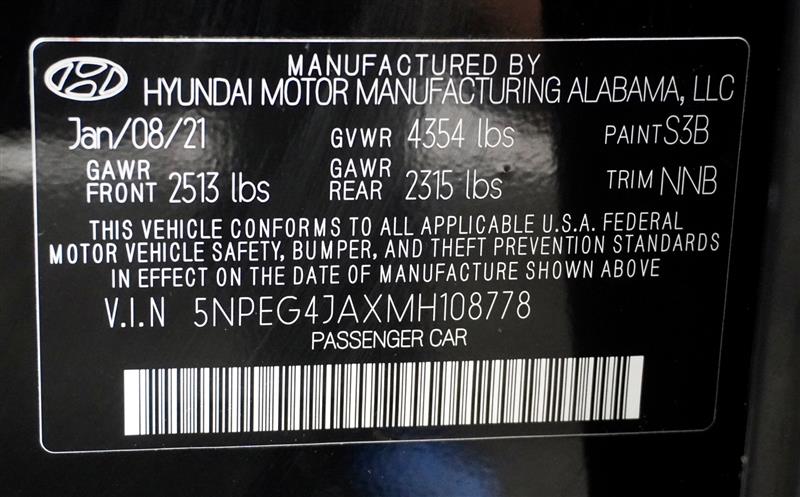 MANUFACTURED BY
HYUNDAI MOTOR MANUFACTURING ALABAMA, LLC
Jan/08/21 GVWR 4354 lbs PAINT S3B
GAWR FRONT 2513 lbs GAWR REAR 2315 lbs TRIM NNB
THIS VEHICLE CONFORMS TO ALL APPLICABLE U.S.A. FEDERAL
MOTOR VEHICLE SAFETY, BUMPER, AND THEFT PREVENTION STANDARDS
IN EFFECT ON THE DATE OF MANUFACTURE SHOWN ABOVE
V.I.N 5NPEG4JAXMH108778
PASSENGER CAR